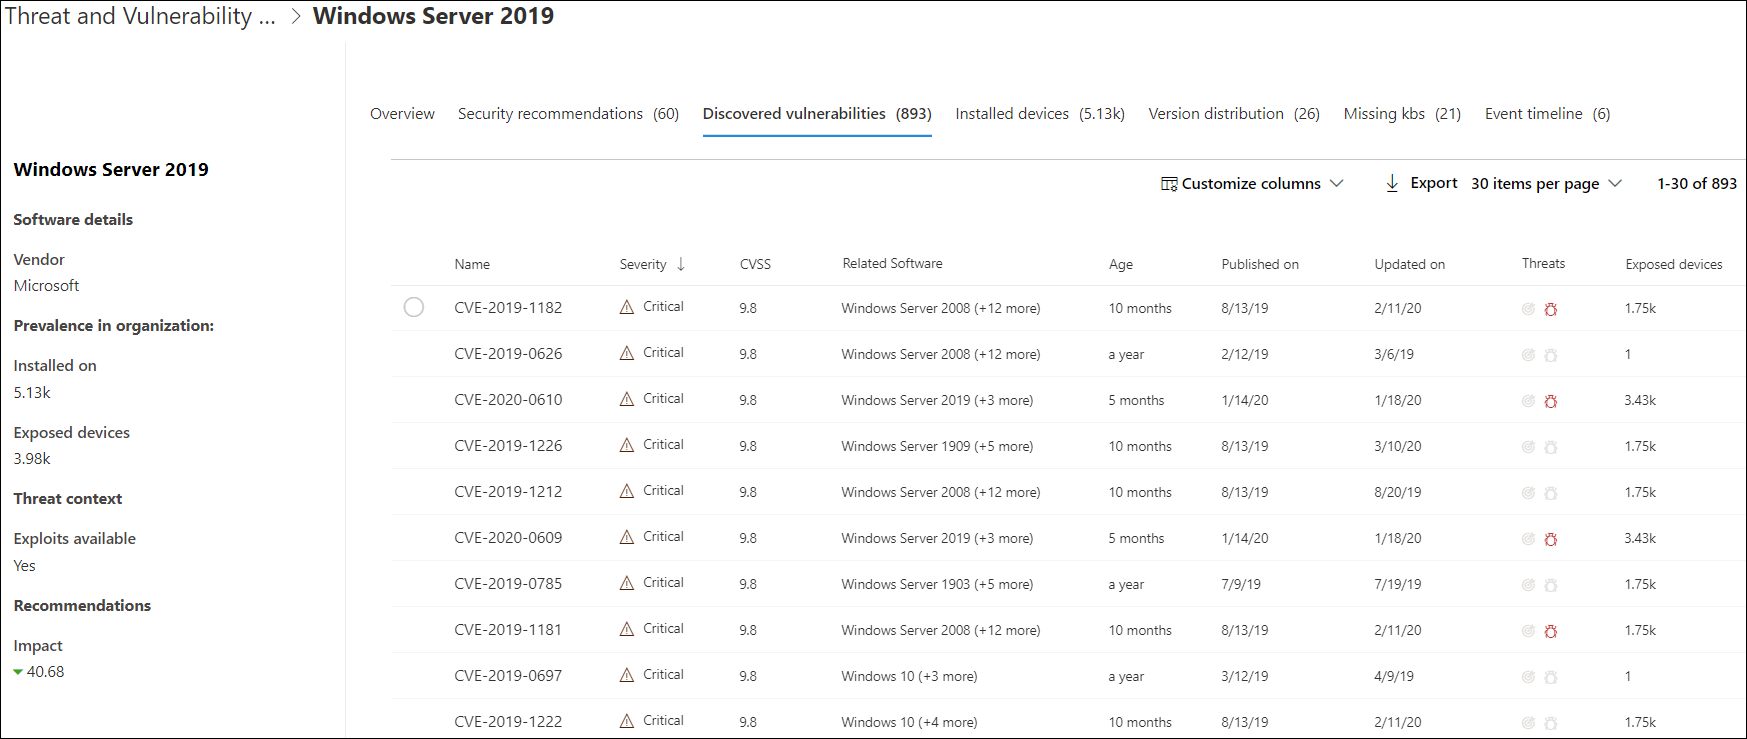 Threat and Vulnerability ... > Windows Server 2019
Overview Security recommendations (60) Discovered vulnerabilities (893) Installed devices (5.13k) Version distribution (26) Missing kbs (21) Event timeline (6)
Windows Server 2019
Software details
Vendor
Microsoft
Prevalence in organization:
Installed on
5.13k
Exposed devices
3.98k
Threat context
Exploits available
Yes
Recommendations
Impact
40.68
Customize columns Export 30 items per page 1-30 of 893
Name Severity ↓ CVSS Related Software Age Published on Updated on Threats Exposed devices
CVE-2019-1182 Critical 9.8 Windows Server 2008 (+12 more) 10 months 8/13/19 2/11/20 1.75k
CVE-2019-0626 Critical 9.8 Windows Server 2008 (+12 more) a year 2/12/19 3/6/19 1
CVE-2020-0610 Critical 9.8 Windows Server 2019 (+3 more) 5 months 1/14/20 1/18/20 3.43k
CVE-2019-1226 Critical 9.8 Windows Server 1909 (+5 more) 10 months 8/13/19 3/10/20 1.75k
CVE-2019-1212 Critical 9.8 Windows Server 2008 (+12 more) 10 months 8/13/19 8/20/19 1.75k
CVE-2020-0609 Critical 9.8 Windows Server 2019 (+3 more) 5 months 1/14/20 1/18/20 3.43k
CVE-2019-0785 Critical 9.8 Windows Server 1903 (+5 more) a year 7/9/19 7/19/19 1.75k
CVE-2019-1181 Critical 9.8 Windows Server 2008 (+12 more) 10 months 8/13/19 2/11/20 1.75k
CVE-2019-0697 Critical 9.8 Windows 10 (+3 more) a year 3/12/19 4/9/19 1
CVE-2019-1222 Critical 9.8 Windows 10 (+4 more) 10 months 8/13/19 2/11/20 1.75k